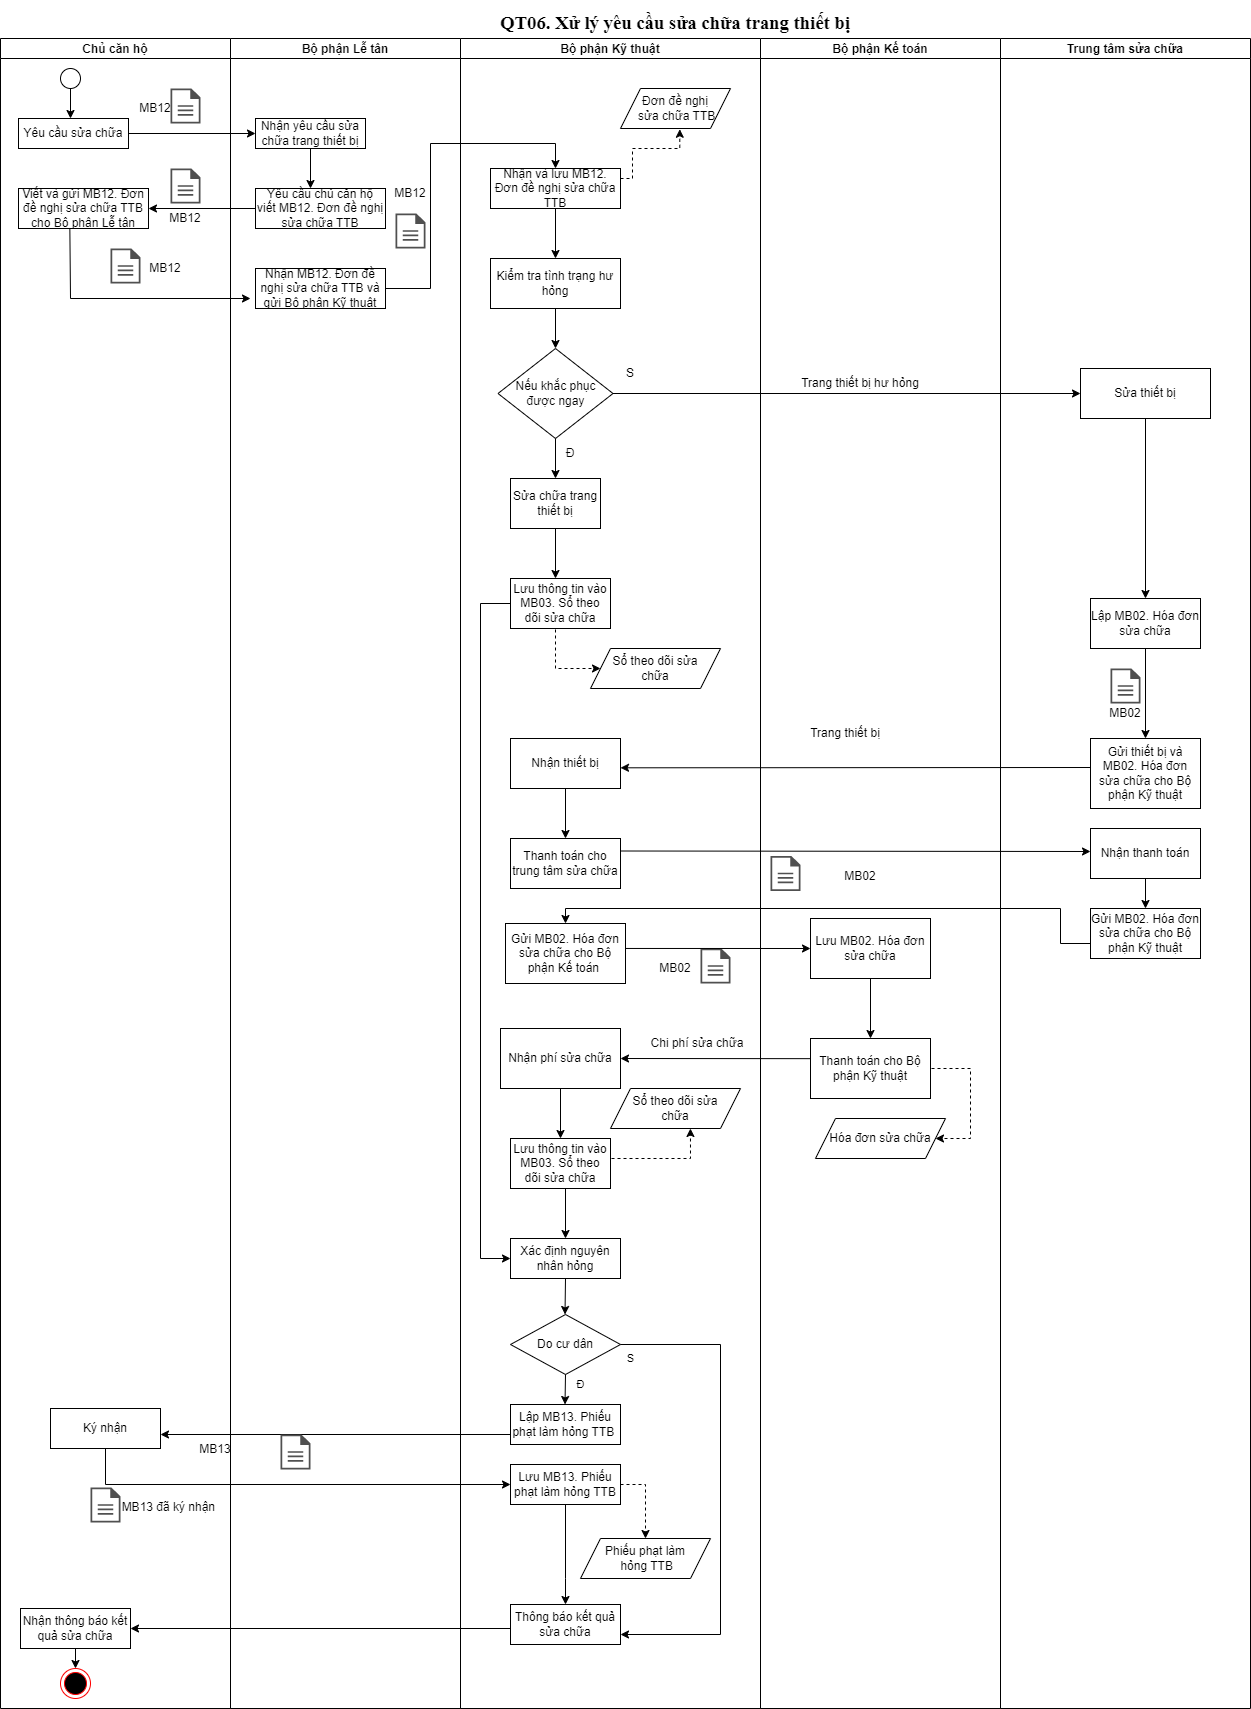 QT06. Xử lý yêu cầu sửa chữa trang thiết bị
Chủ căn hộ
Bộ phận Lễ tân
Bộ phận Kỹ thuật
Bộ phận Kế toán
Trung tâm sửa chữa
Yêu cầu sửa chữa
MB12
Nhận yêu cầu sửa
chữa trang thiết bị
Đơn đề nghị
sửa chữa TTB
Viết và gửi MB12. Đơn
đề nghị sửa chữa TTB
cho Bộ phận Lễ tân
MB12
Yêu cầu chủ căn hộ
viết MB12. Đơn đề nghị
sửa chữa TTB
MB12
Nhận và lưu MB12.
Đơn đề nghị sửa chữa
TTB
MB12
Nhận MB12. Đơn đề
nghị sửa chữa TTB và
gửi Bộ phận Kỹ thuật
Kiểm tra tình trạng hư
hỏng
Nếu khắc phục
được ngay
S
Trang thiết bị hư hỏng
Sửa thiết bị
Đ
Sửa chữa trang
thiết bị
Lưu thông tin vào
MB03. Sổ theo
dõi sửa chữa
Lập MB02. Hóa đơn
sửa chữa
Sổ theo dõi sửa
chữa
MB02
Trang thiết bị
Nhận thiết bị
Gửi thiết bị và
MB02. Hóa đơn
sửa chữa cho Bộ
phận Kỹ thuật
Thanh toán cho
trung tâm sửa chữa
MB02
Nhận thanh toán
Gửi MB02. Hóa đơn
sửa chữa cho Bộ
phận Kế toán
MB02
Lưu MB02. Hóa đơn
sửa chữa
Gửi MB02. Hóa đơn
sửa chữa cho Bộ
phận Kỹ thuật
Nhận phí sửa chữa
Chi phí sửa chữa
Thanh toán cho Bộ
phận Kỹ thuật
Sổ theo dõi sửa
chữa
Hóa đơn sửa chữa
Lưu thông tin vào
MB03. Sổ theo
dõi sửa chữa
Xác định nguyên
nhân hỏng
Do cư dân
S
Đ
Ký nhận
MB13
Lập MB13. Phiếu
phạt làm hỏng TTB
MB13 đã ký nhận
Lưu MB13. Phiếu
phạt làm hỏng TTB
Phiếu phạt làm
hỏng TTB
Nhận thông báo kết
quả sửa chữa
Thông báo kết quả
sửa chữa